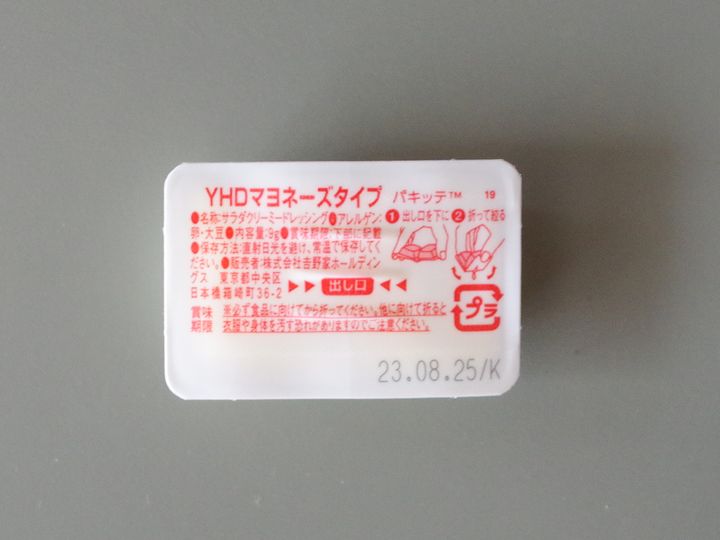 YHDマヨネーズタイプ パキッテ™ 19
●名称:サラダクリーミードレッシング●アレルゲン:
卵・大豆●内容量:9g●賞味期限:下部に記載
●保存方法:直射日光を避け、常温で保存してく
ださい。●販売者:株式会社吉野家ホールディン
グス 東京都中央区
日本橋箱崎町36-2
❶出し口を下に ❷折って絞る
▶▶ 出し口 ◀◀
プラ
賞味期限
※必ず食品に向けてから折ってください。他に向けて折ると
衣服や身体を汚す恐れがありますのでご注意ください。
23.08.25/K